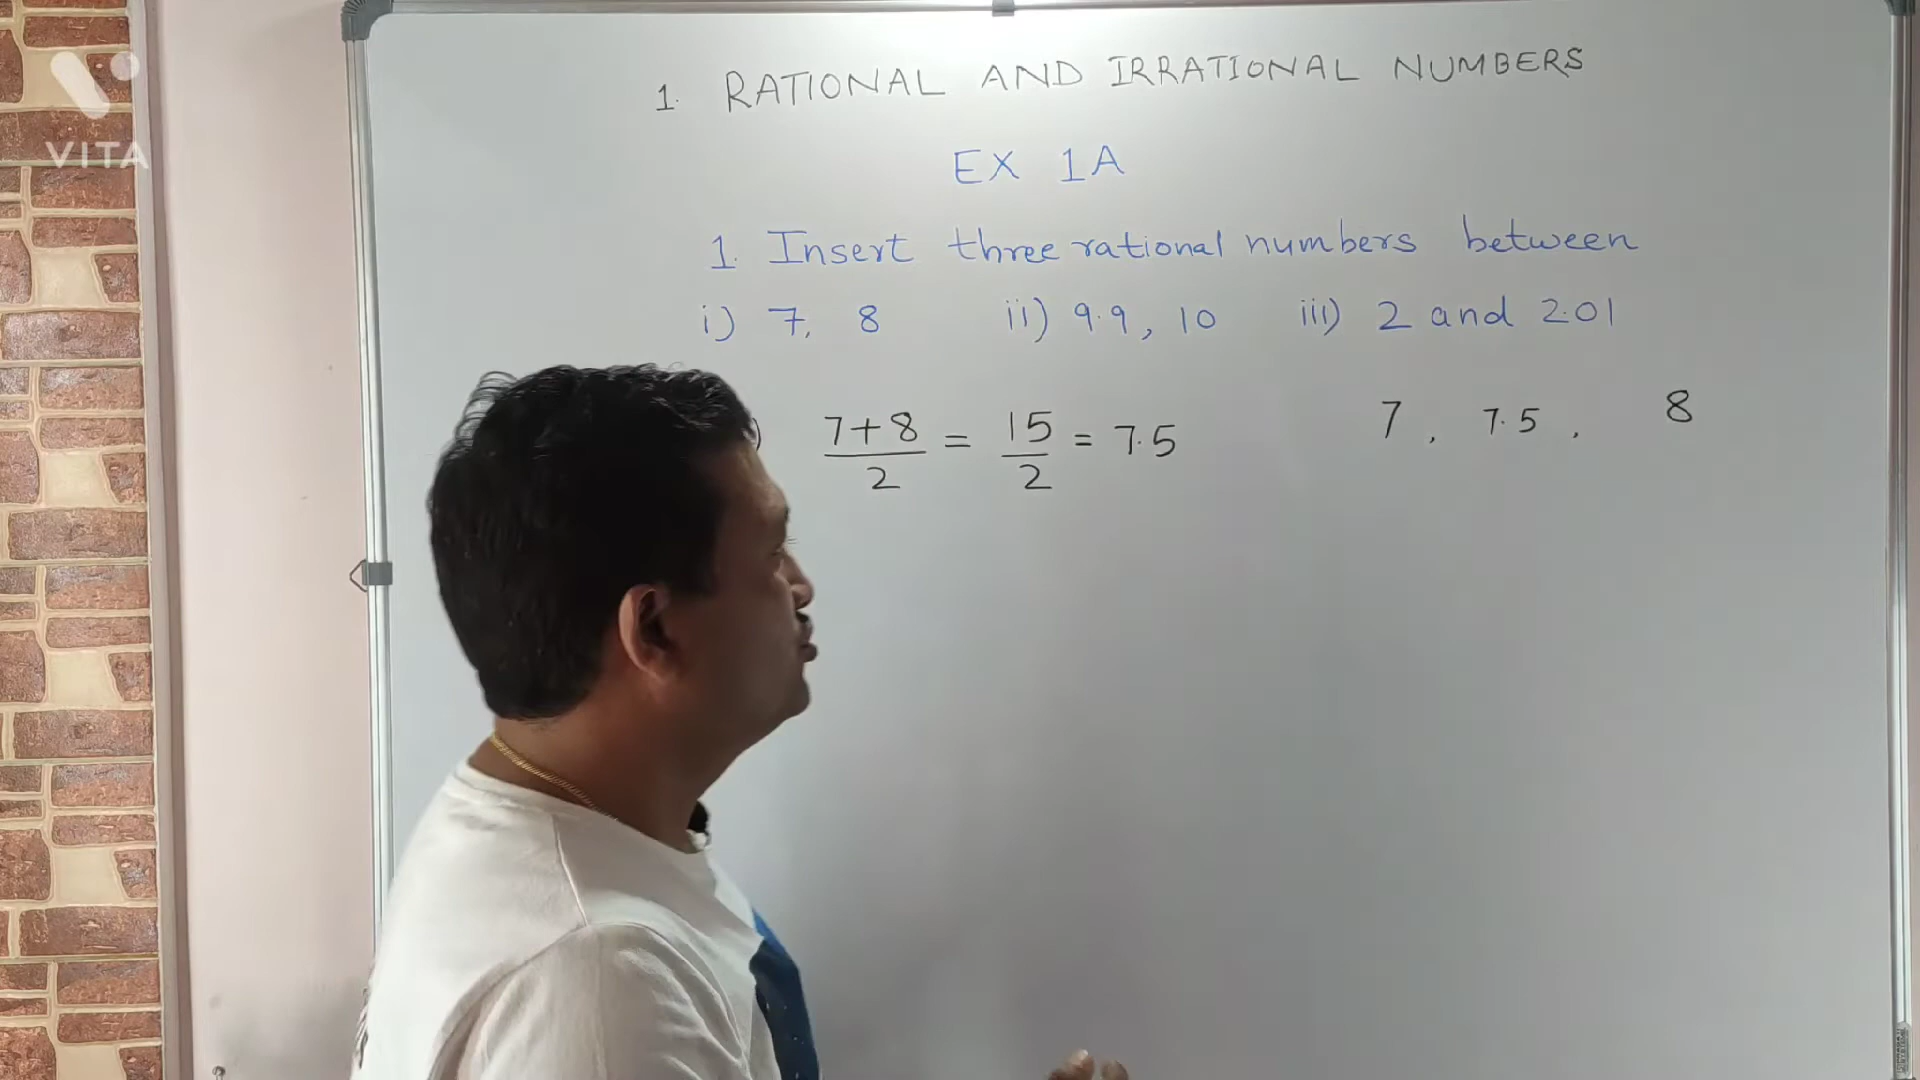 VITA
1. RATIONAL AND IRRATIONAL NUMBERS
EX 1A
1. Insert three rational numbers between
i) 7, 8 ii) 9.9, 10 iii) 2 and 2.01
) 7+8/2 = 15/2 = 7.5 7, 7.5, 8